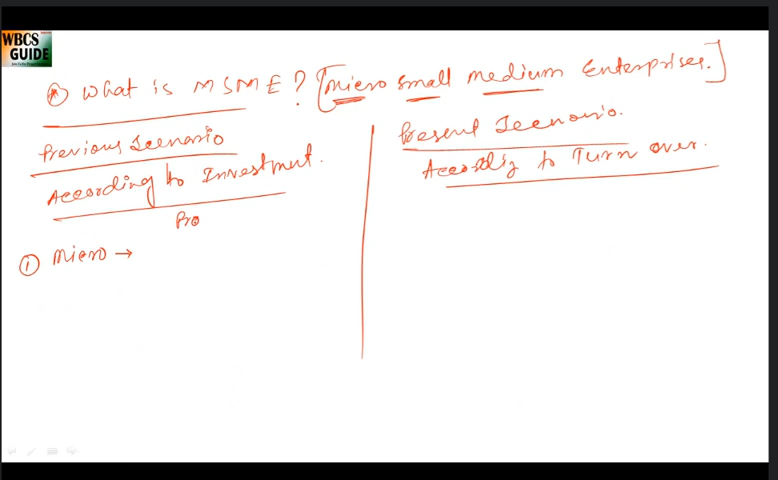 WBCS
GUIDE
What is MSME? [Micro small medium Enterprises.]
Previous Scenario
According to Investment.
Pro
① Micro →
Present Scenario.
According to Turn over.